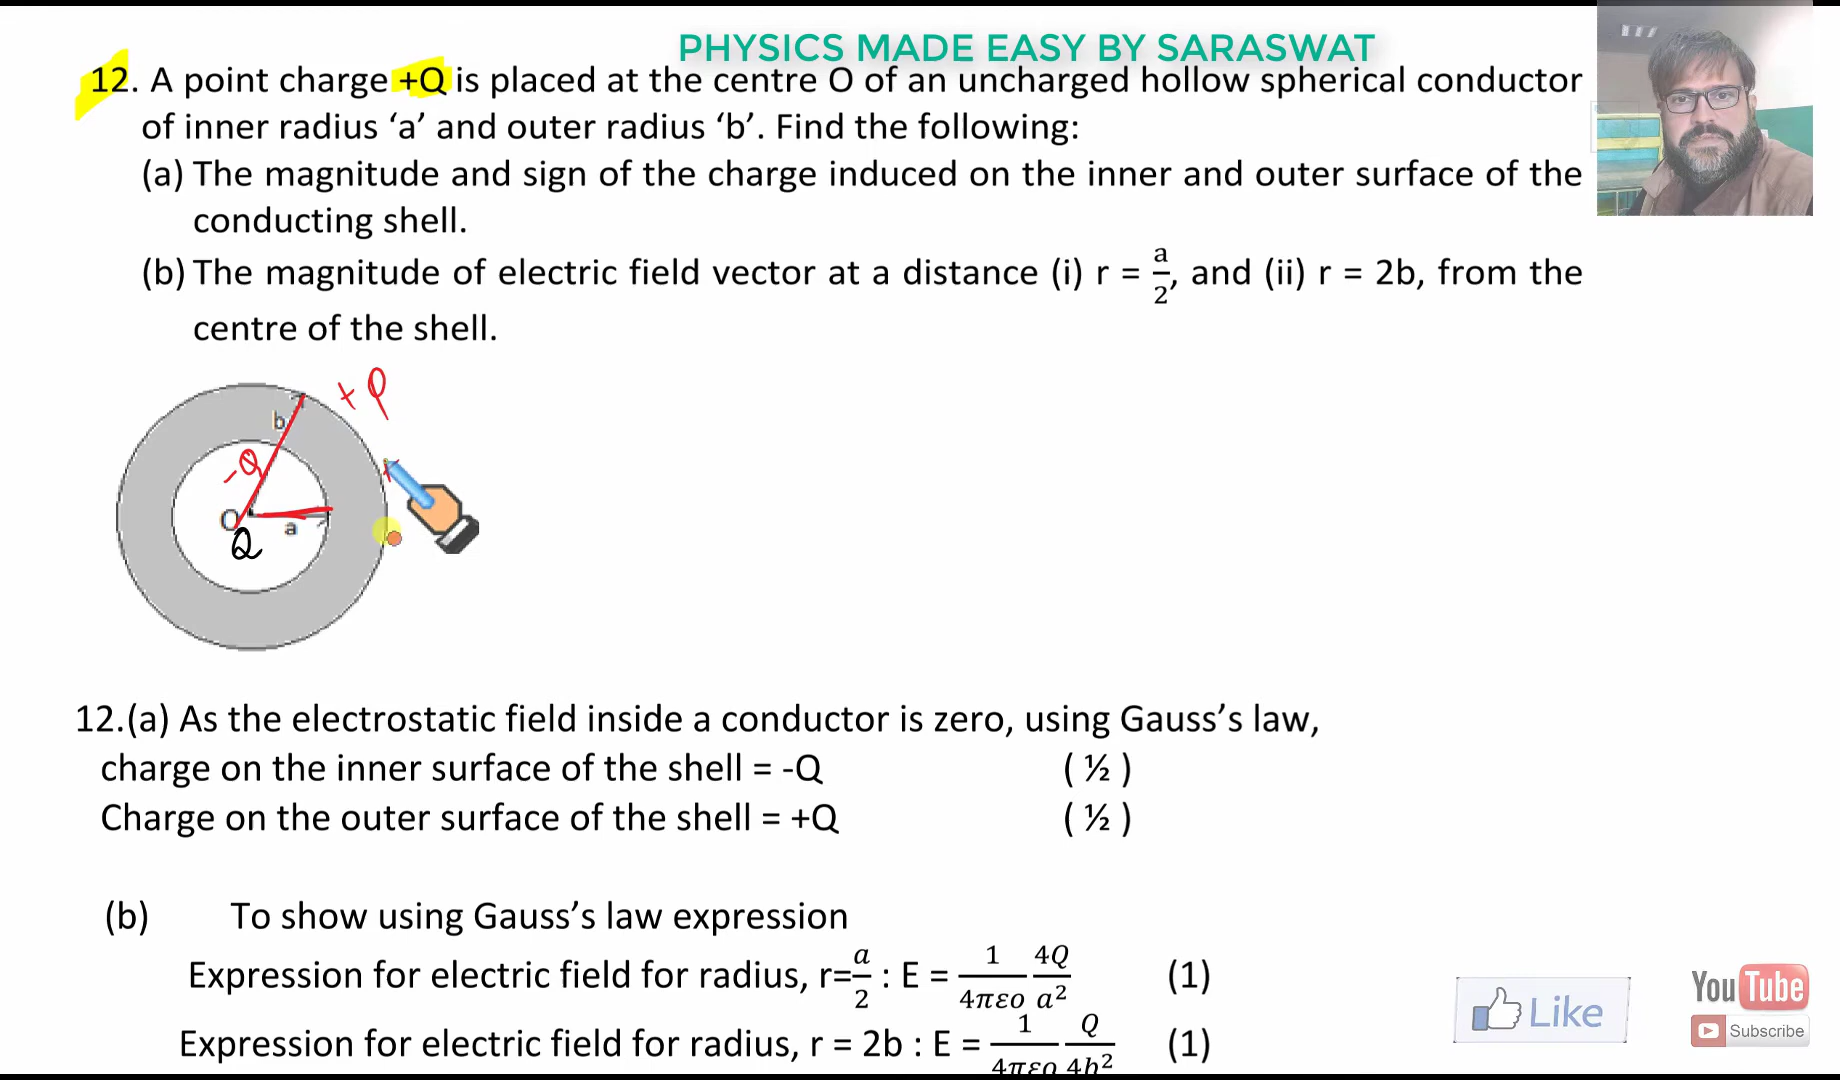 PHYSICS MADE EASY BY SARASWAT
12. A point charge +Q is placed at the centre O of an uncharged hollow spherical conductor
of inner radius ‘a’ and outer radius ‘b’. Find the following:
(a) The magnitude and sign of the charge induced on the inner and outer surface of the
conducting shell.
(b) The magnitude of electric field vector at a distance (i) r = a/2, and (ii) r = 2b, from the
centre of the shell.
+Q
b
-Q
O
a
Q
12.(a) As the electrostatic field inside a conductor is zero, using Gauss’s law,
charge on the inner surface of the shell = -Q ( ½ )
Charge on the outer surface of the shell = +Q ( ½ )
(b) To show using Gauss’s law expression
Expression for electric field for radius, r=a/2 : E = 1/4πεo 4Q/a² (1)
Expression for electric field for radius, r = 2b : E = 1/4πεo Q/4b² (1)
Like
YouTube
Subscribe